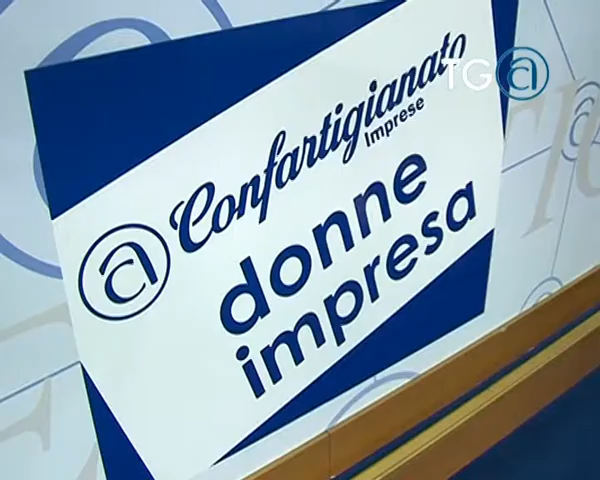 TG@
a Confartigianato
Imprese
donne
impresa